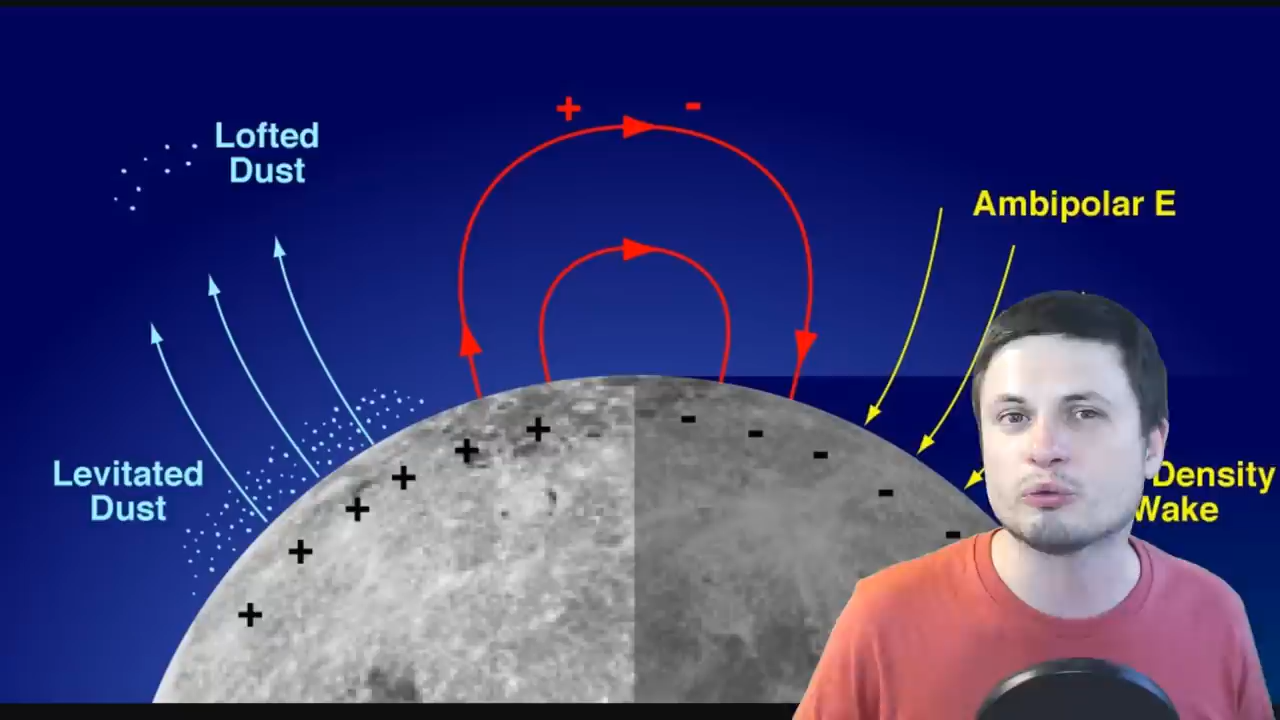 + -
Lofted
Dust
Ambipolar E
Levitated
Dust
Density
Wake
+ + + + + +
- - - - -